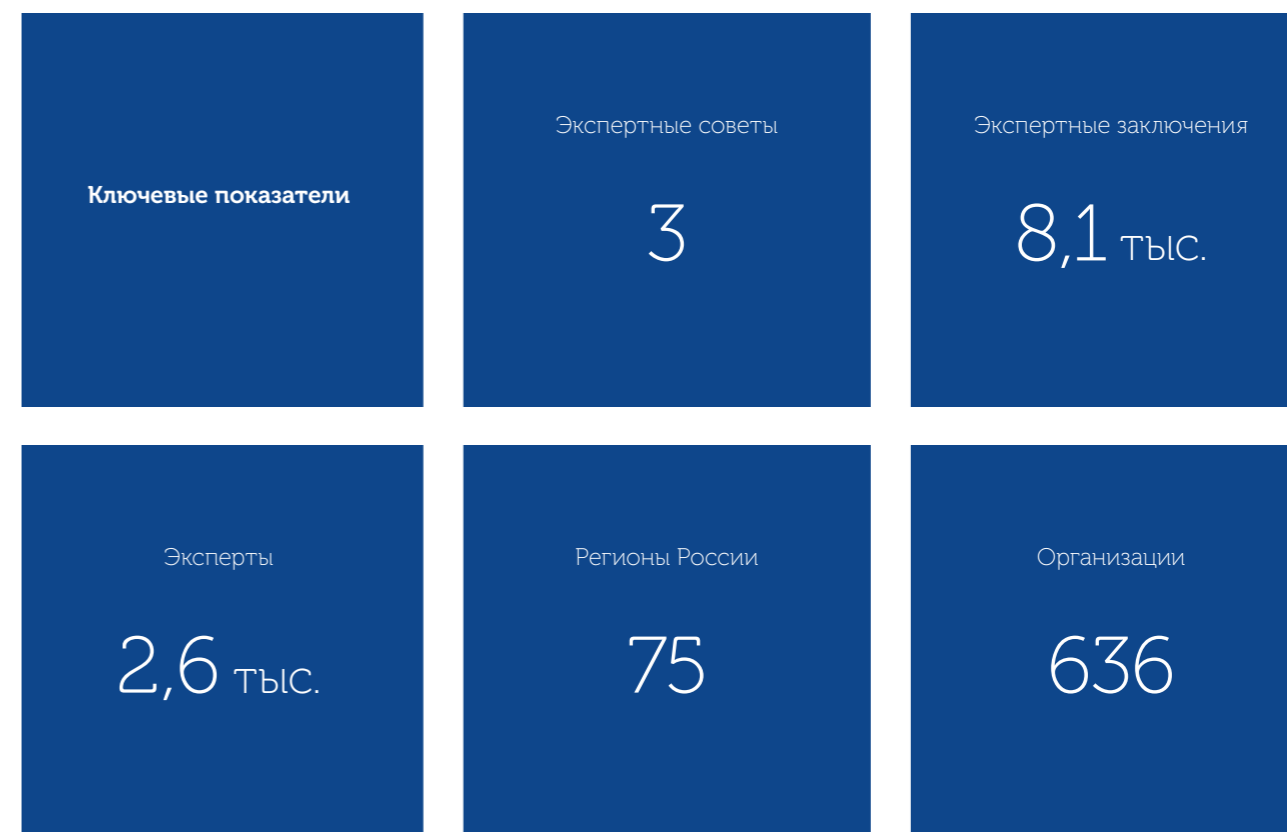 Ключевые показатели
Экспертные советы
3
Экспертные заключения
8,1 тыс.
Эксперты
2,6 тыс.
Регионы России
75
Организации
636